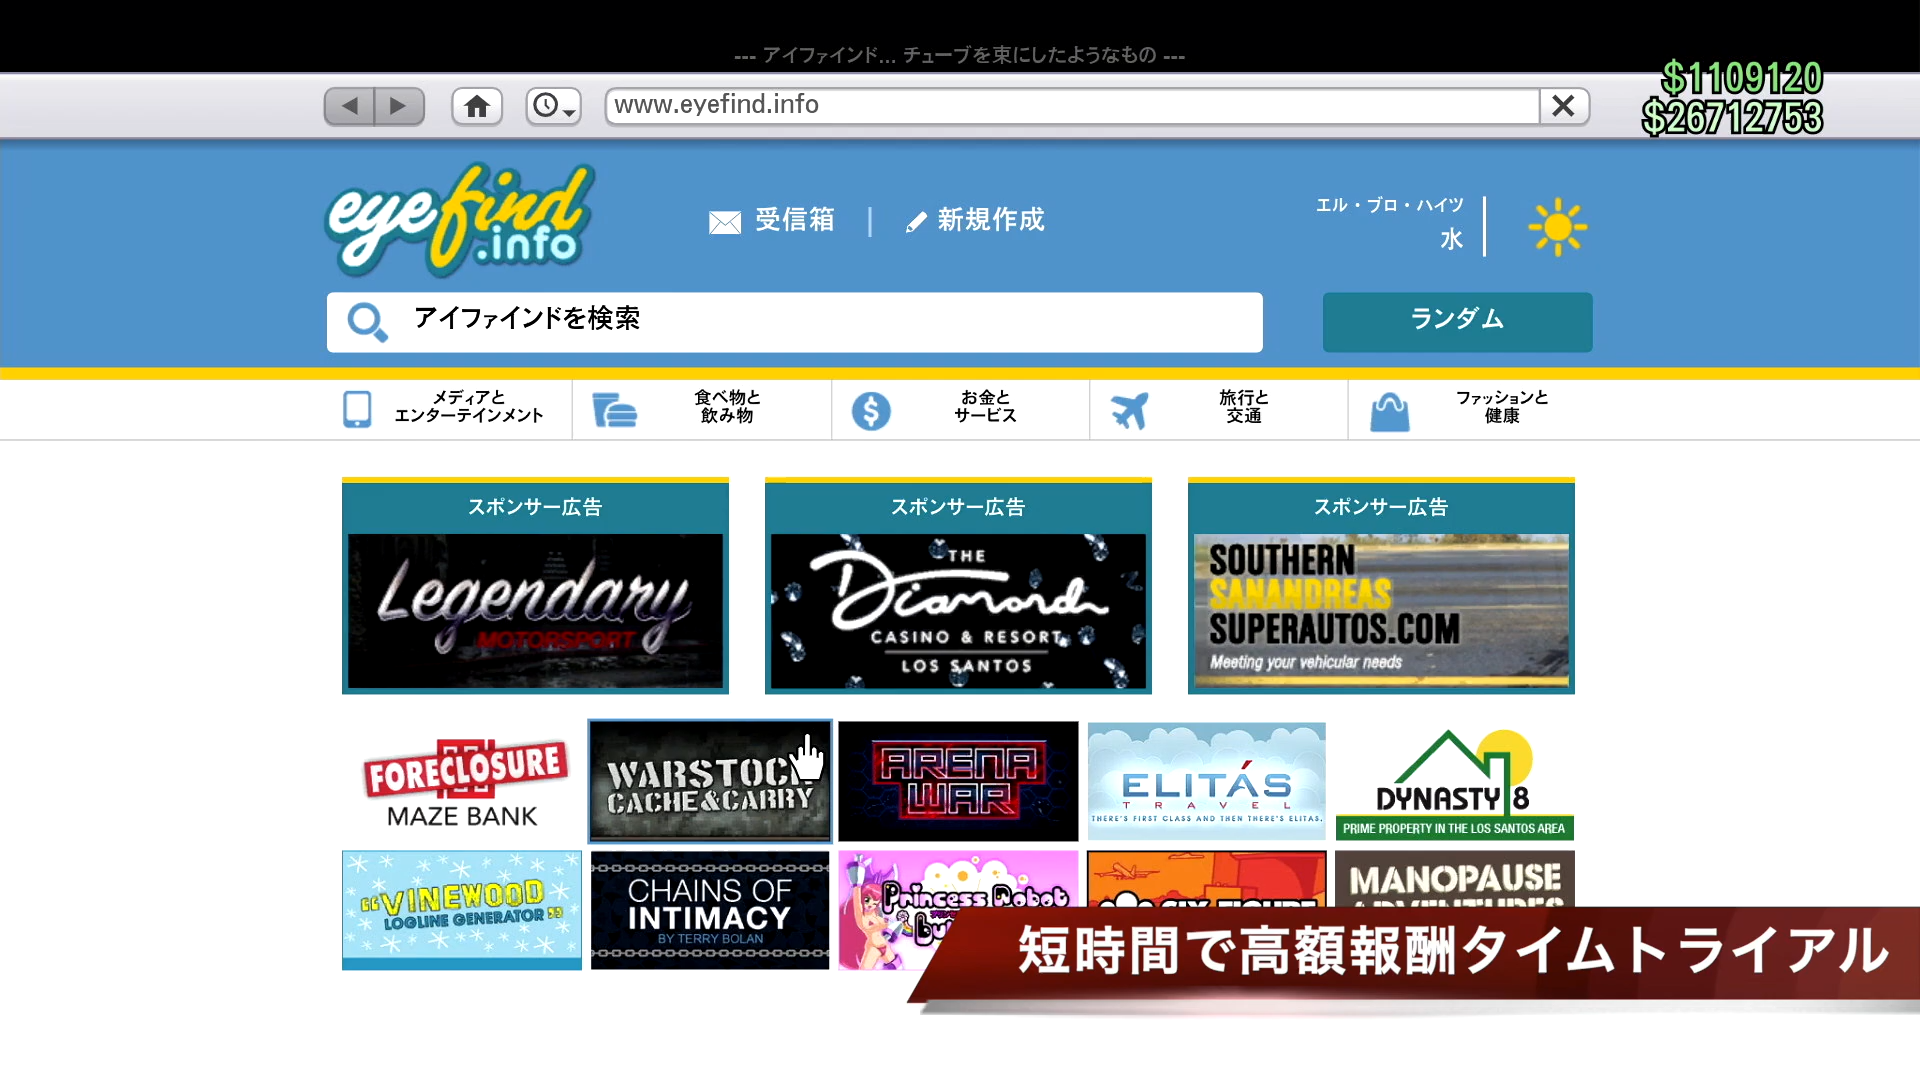 --- アイファインド... チューブを束にしたようなもの ---
$1109120
$26712753
www.eyefind.info
eyefind
.info
受信箱
新規作成
エル・ブロ・ハイツ
水
アイファインドを検索
ランダム
メディアと
エンターテインメント
食べ物と
飲み物
お金と
サービス
旅行と
交通
ファッションと
健康
スポンサー広告
Legendary
MOTORSPORT
スポンサー広告
THE
Diamond
CASINO & RESORT
LOS SANTOS
スポンサー広告
SOUTHERN
SANANDREAS
SUPERAUTOS.COM
Meeting your vehicular needs
FORECLOSURE
MAZE BANK
WARSTOCK
CACHE&CARRY
ARENA
WAR
ELITÁS
TRAVEL
THERE'S FIRST CLASS AND THEN THERE'S ELITAS.
DYNASTY 8
PRIME PROPERTY IN THE LOS SANTOS AREA
"VINEWOOD
LOGLINE GENERATOR"
CHAINS OF
INTIMACY
BY TERRY BOLAN
Princess Robot
MANOPAUSE
短時間で高額報酬タイムトライアル